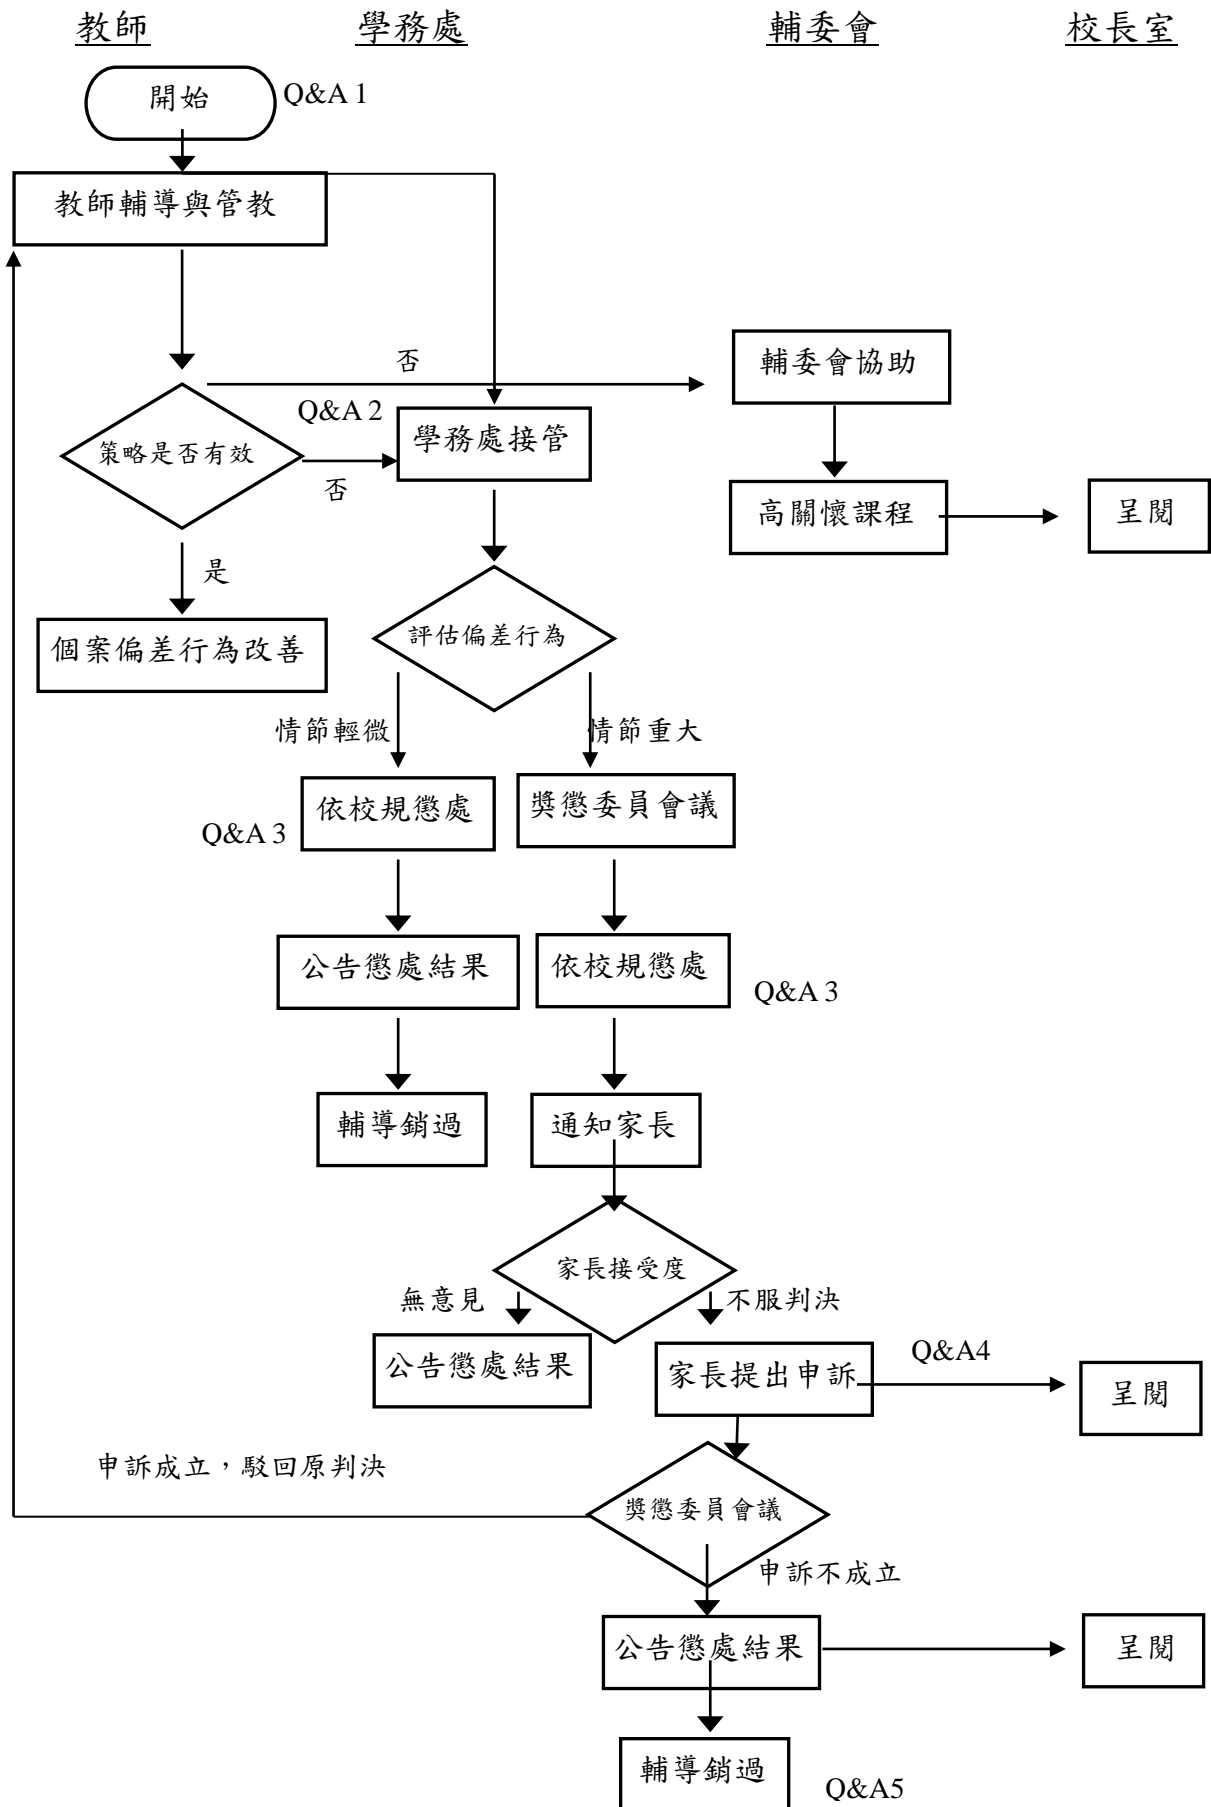 教師
學務處
輔委會
校長室
開始
Q&A 1
教師輔導與管教
否
輔委會協助
Q&A 2
學務處接管
策略是否有效
否
高關懷課程
呈閱
是
個案偏差行為改善
評估偏差行為
情節輕微
情節重大
依校規懲處
獎懲委員會議
Q&A 3
公告懲處結果
依校規懲處
Q&A 3
輔導銷過
通知家長
家長接受度
無意見
不服判決
公告懲處結果
家長提出申訴
Q&A4
呈閱
申訴成立，駁回原判決
獎懲委員會議
申訴不成立
公告懲處結果
呈閱
輔導銷過
Q&A5